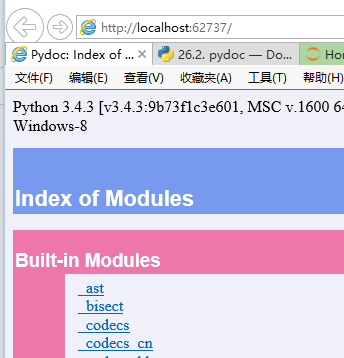 http://localhost:62737/
Pydoc: Index of ...
26.2. pydoc — Do...
文件(F) 编辑(E) 查看(V) 收藏夹(A) 工具(T) 帮助(H)
Python 3.4.3 [v3.4.3:9b73f1c3e601, MSC v.1600 64
Windows-8
Index of Modules
Built-in Modules
_ast
_bisect
_codecs
_codecs_cn